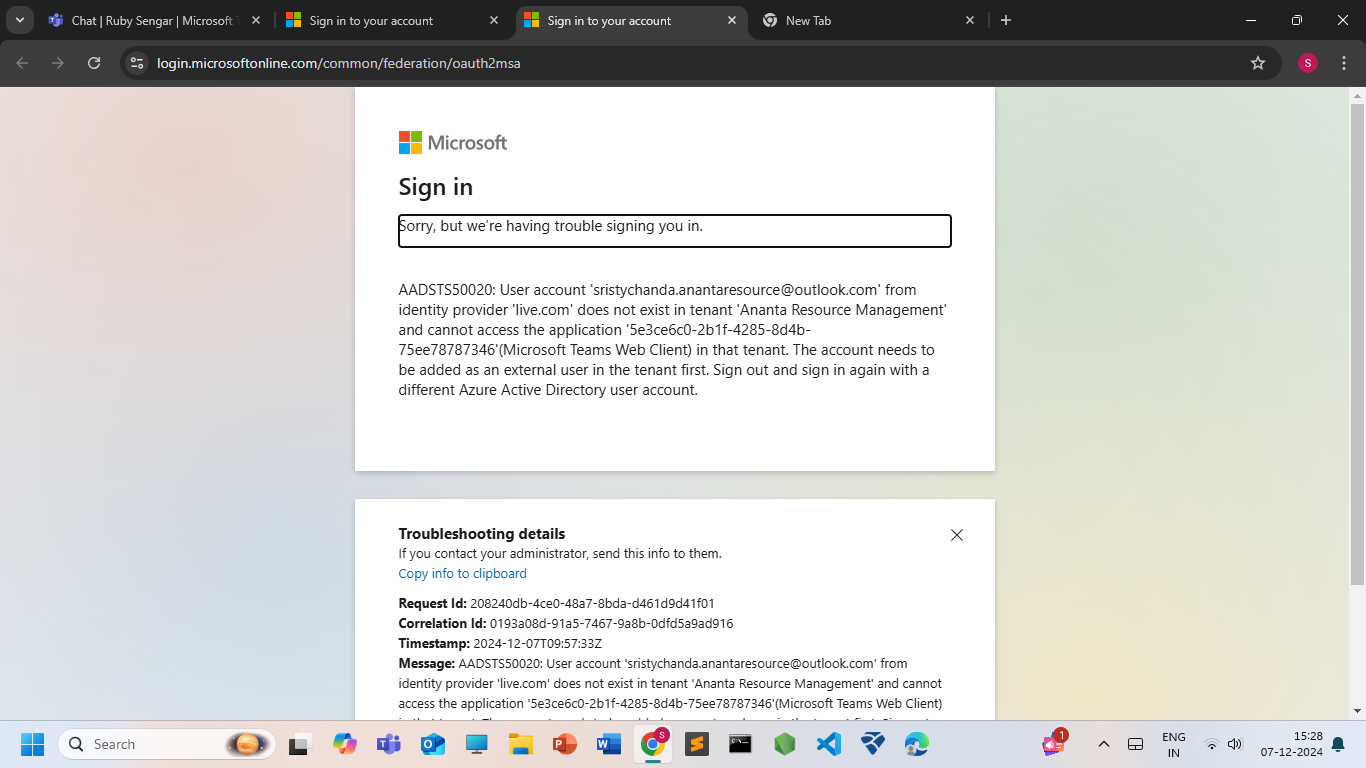 Chat | Ruby Sengar | Microsoft T
Sign in to your account
Sign in to your account
New Tab
login.microsoftonline.com/common/federation/oauth2msa
S
Microsoft
Sign in
Sorry, but we’re having trouble signing you in.
AADSTS50020: User account 'sristychanda.anantaresource@outlook.com' from
identity provider 'live.com' does not exist in tenant 'Ananta Resource Management'
and cannot access the application '5e3ce6c0-2b1f-4285-8d4b-
75ee78787346'(Microsoft Teams Web Client) in that tenant. The account needs to
be added as an external user in the tenant first. Sign out and sign in again with a
different Azure Active Directory user account.
Troubleshooting details
If you contact your administrator, send this info to them.
Copy info to clipboard
Request Id: 208240db-4ce0-48a7-8bda-d461d9d41f01
Correlation Id: 0193a08d-91a5-7467-9a8b-0dfd5a9ad916
Timestamp: 2024-12-07T09:57:33Z
Message: AADSTS50020: User account 'sristychanda.anantaresource@outlook.com' from
identity provider 'live.com' does not exist in tenant 'Ananta Resource Management' and cannot
access the application '5e3ce6c0-2b1f-4285-8d4b-75ee78787346'(Microsoft Teams Web Client)
Search
S
1
ENG
IN
15:28
07-12-2024